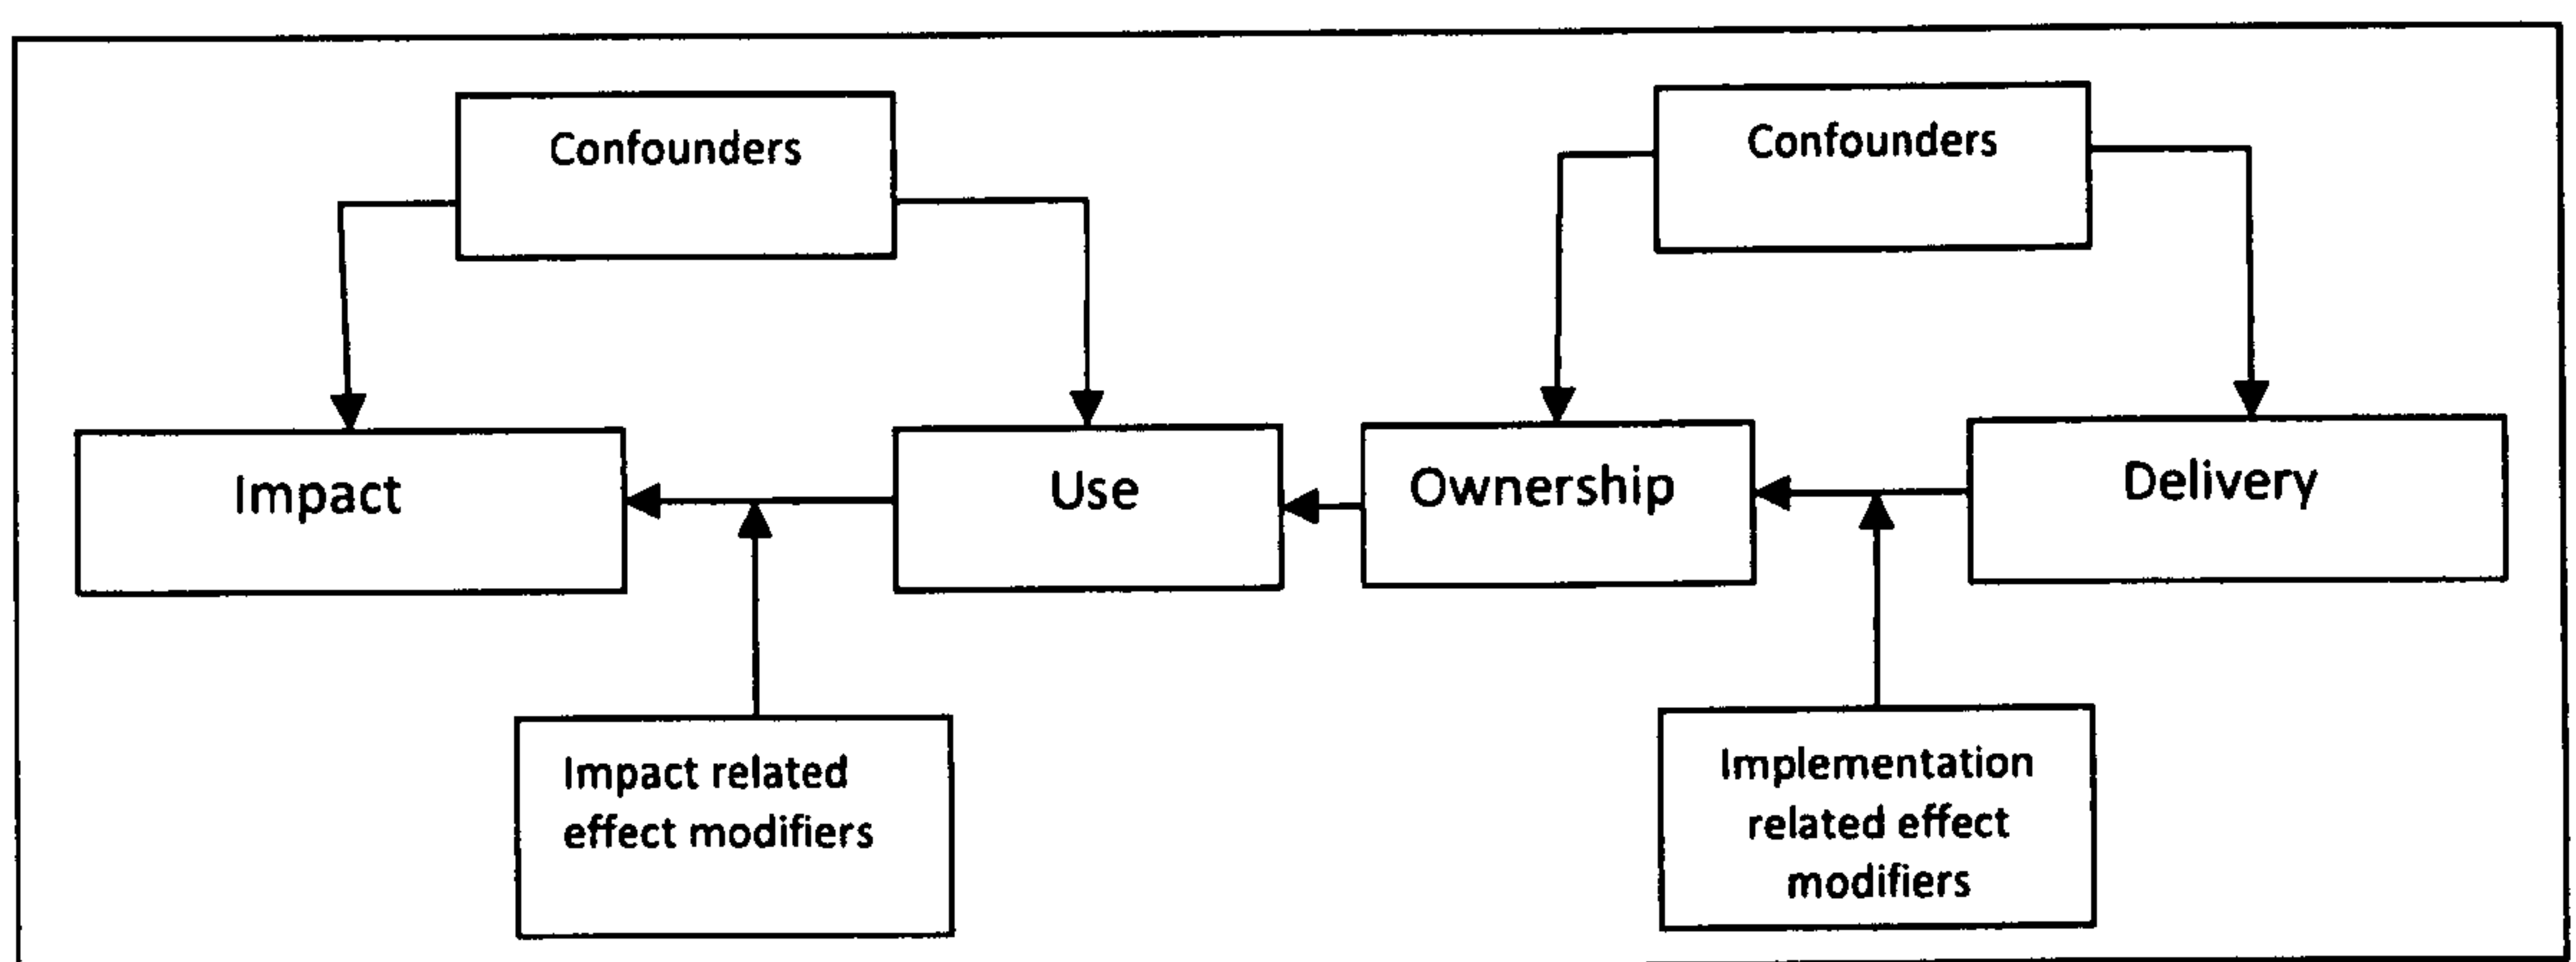 Confounders
Confounders
Impact
Use
Ownership
Delivery
Impact related
effect modifiers
Implementation
related effect
modifiers